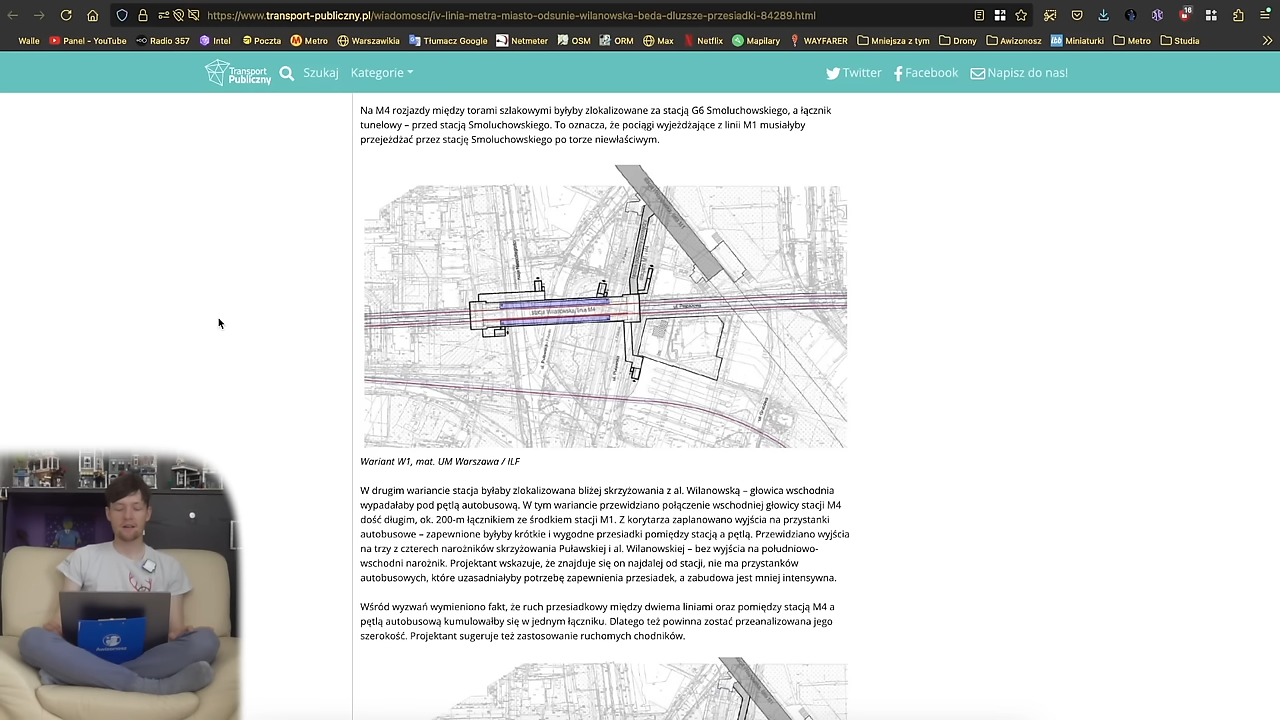 https://www.transport-publiczny.pl/wiadomosci/iv-linia-metra-miasto-odsunie-wilanowska-beda-dluzsze-przesiadki-84289.html
16
Walle Panel - YouTube Radio 357 Intel Poczta Metro Warszawikia Tłumacz Google Netmeter OSM ORM Max Netflix Mapilary WAYFARER Mniejsza z tym Drony Awizonosz Miniaturki Metro Studia
Transport Publiczny Szukaj Kategorie Twitter Facebook Napisz do nas!
Na M4 rozjazdy między torami szlakowymi byłyby zlokalizowane za stacją G6 Smoluchowskiego, a łącznik
tunelowy – przed stacją Smoluchowskiego. To oznacza, że pociągi wyjeżdżające z linii M1 musiałyby
przejeżdżać przez stację Smoluchowskiego po torze niewłaściwym.
Wariant W1, mat. UM Warszawa / ILF
W drugim wariancie stacja byłaby zlokalizowana bliżej skrzyżowania z al. Wilanowską – głowica wschodnia
wypadałaby pod pętlą autobusową. W tym wariancie przewidziano połączenie wschodniej głowicy stacji M4
dość długim, ok. 200-m łącznikiem ze środkiem stacji M1. Z korytarza zaplanowano wyjścia na przystanki
autobusowe – zapewnione byłyby krótkie i wygodne przesiadki pomiędzy stacją a pętlą. Przewidziano wyjścia
na trzy z czterech narożników skrzyżowania Puławskiej i al. Wilanowskiej – bez wyjścia na południowo-
wschodni narożnik. Projektant wskazuje, że znajduje się on najdalej od stacji, nie ma przystanków
autobusowych, które uzasadniałyby potrzebę zapewnienia przesiadek, a zabudowa jest mniej intensywna.
Wśród wyzwań wymieniono fakt, że ruch przesiadkowy między dwiema liniami oraz pomiędzy stacją M4 a
pętlą autobusową kumulowałby się w jednym łączniku. Dlatego też powinna zostać przeanalizowana jego
szerokość. Projektant sugeruje też zastosowanie ruchomych chodników.